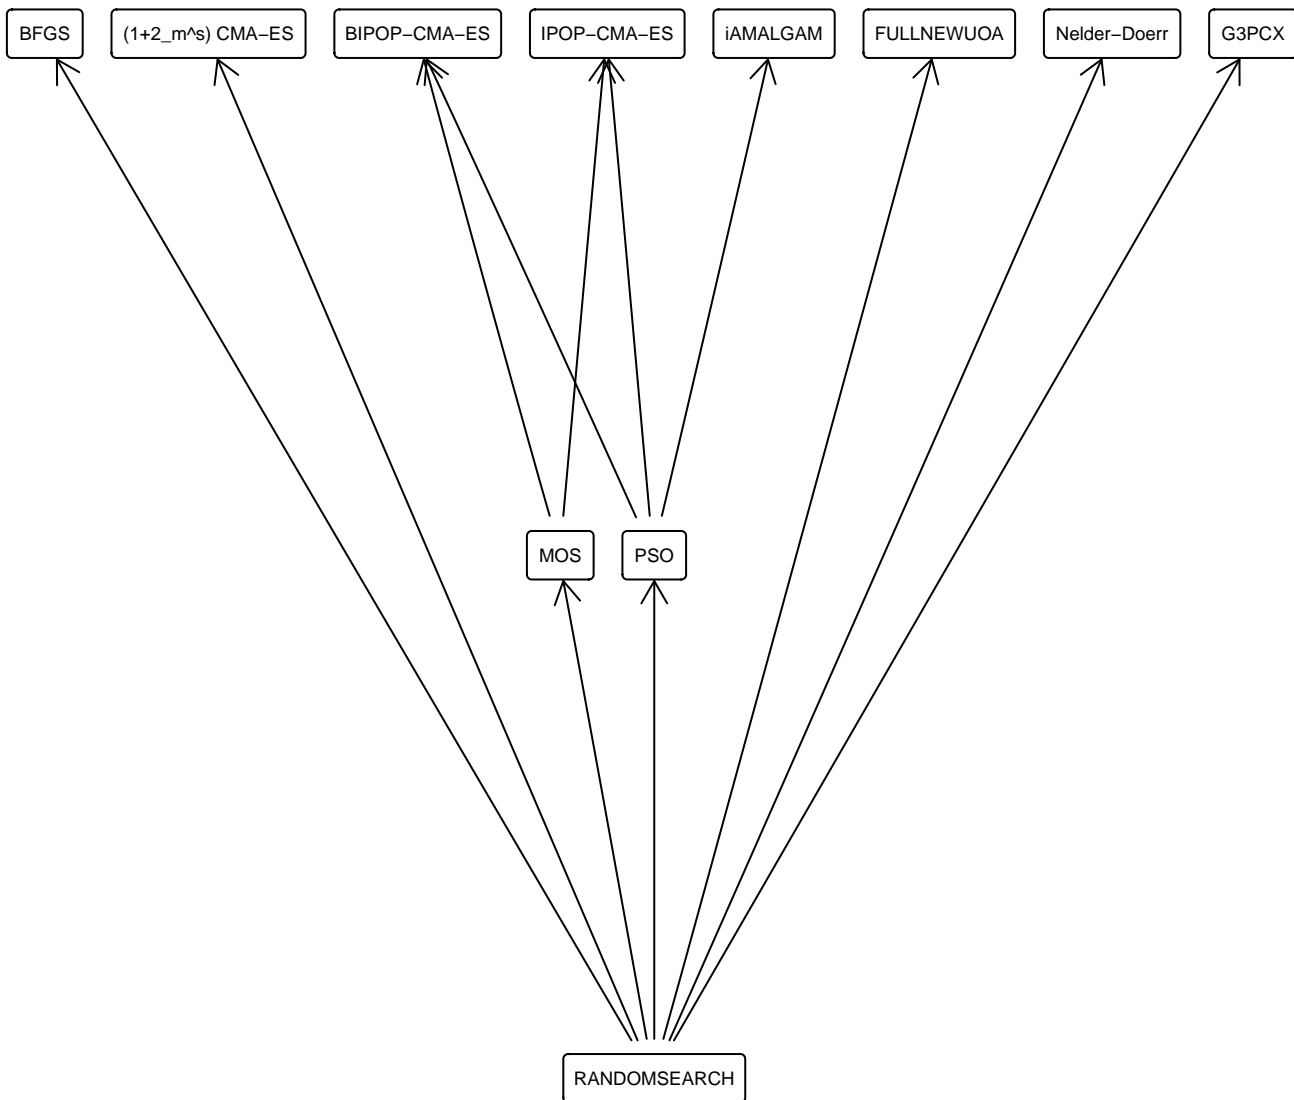 BFGS
(1+2_m^s) CMA−ES
BIPOP−CMA−ES
IPOP−CMA−ES
iAMALGAM
FULLNEWUOA
Nelder−Doerr
G3PCX
MOS
PSO
RANDOMSEARCH